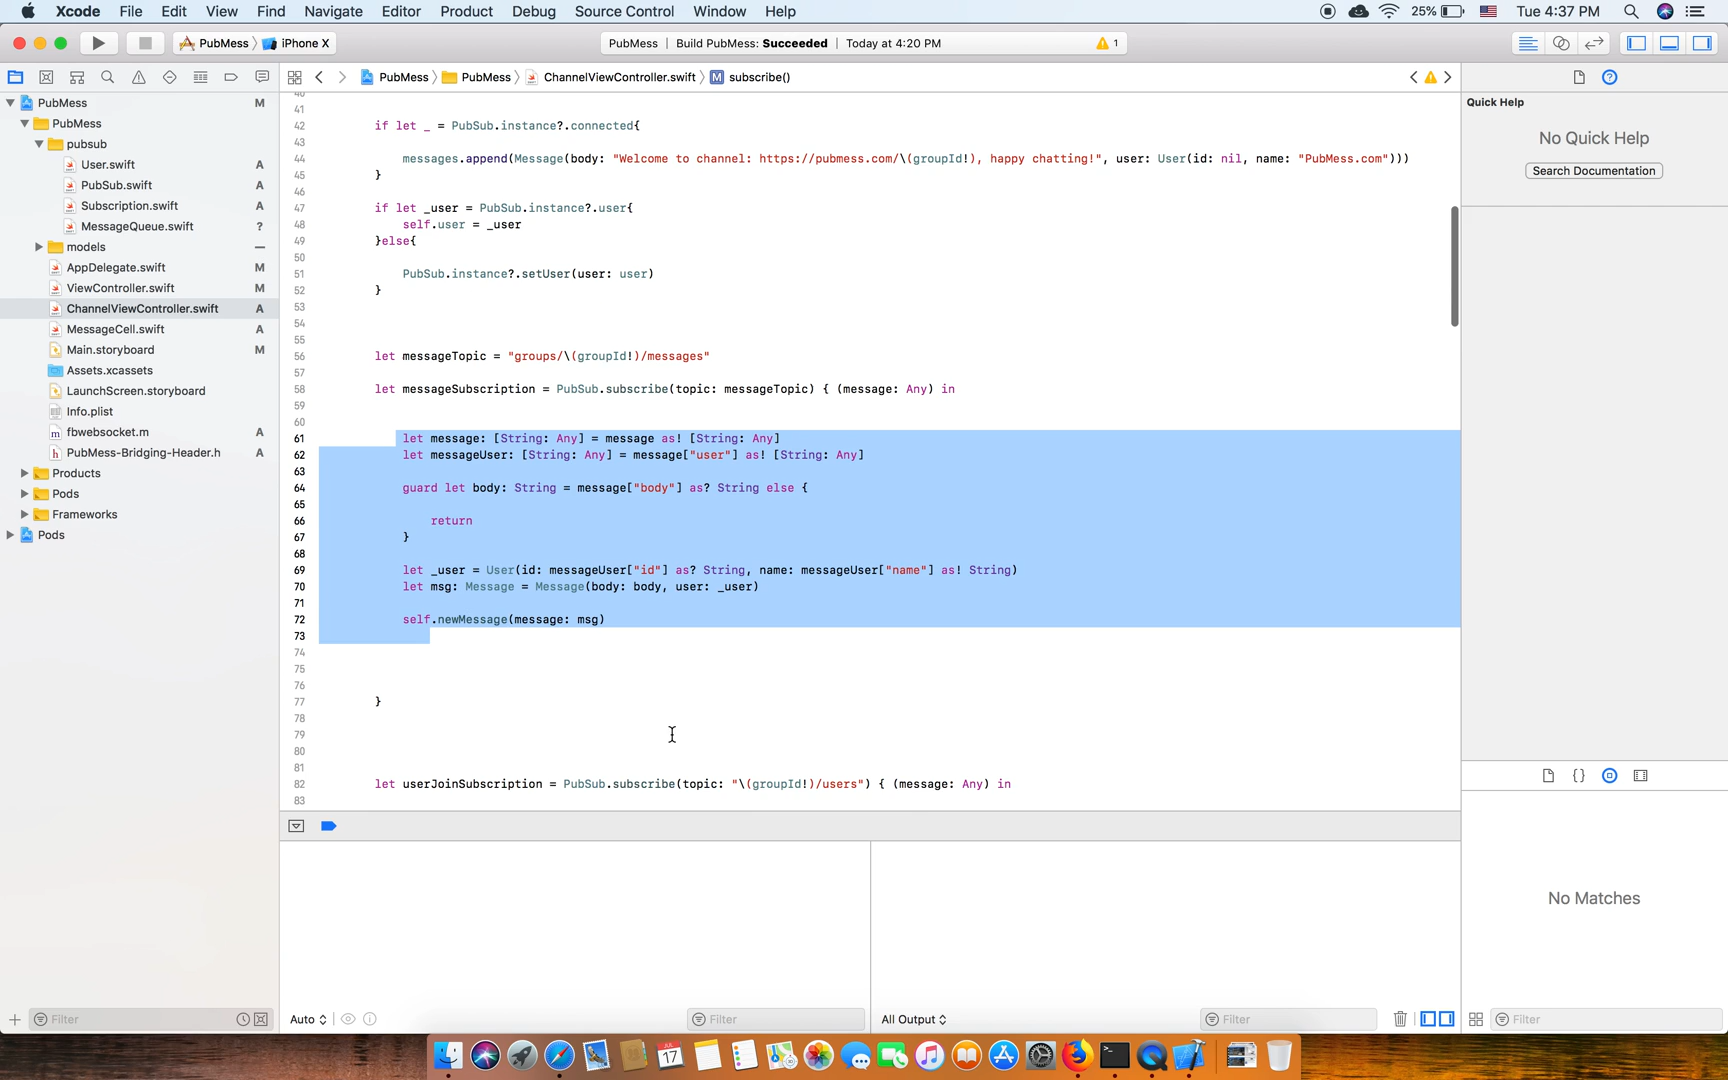 Xcode File Edit View Find Navigate Editor Product Debug Source Control Window Help 25% Tue 4:37 PM
PubMess iPhone X PubMess Build PubMess: Succeeded Today at 4:20 PM 1
PubMess PubMess ChannelViewController.swift M subscribe()
PubMess M
PubMess
pubsub
User.swift A
PubSub.swift A
Subscription.swift A
MessageQueue.swift ?
models
AppDelegate.swift M
ViewController.swift M
ChannelViewController.swift A
MessageCell.swift A
Main.storyboard M
Assets.xcassets
LaunchScreen.storyboard
Info.plist
m fbwebsocket.m A
h PubMess-Bridging-Header.h A
Products
Pods
Frameworks
Pods
Filter
40
41
42 if let _ = PubSub.instance?.connected{
43
44 messages.append(Message(body: "Welcome to channel: https://pubmess.com/\(groupId!), happy chatting!", user: User(id: nil, name: "PubMess.com")))
45 }
46
47 if let _user = PubSub.instance?.user{
48 self.user = _user
49 }else{
50
51 PubSub.instance?.setUser(user: user)
52 }
53
54
55
56 let messageTopic = "groups/\(groupId!)/messages"
57
58 let messageSubscription = PubSub.subscribe(topic: messageTopic) { (message: Any) in
59
60
61 let message: [String: Any] = message as! [String: Any]
62 let messageUser: [String: Any] = message["user"] as! [String: Any]
63
64 guard let body: String = message["body"] as? String else {
65
66 return
67 }
68
69 let _user = User(id: messageUser["id"] as? String, name: messageUser["name"] as! String)
70 let msg: Message = Message(body: body, user: _user)
71
72 self.newMessage(message: msg)
73
74
75
76
77 }
78
79
80
81
82 let userJoinSubscription = PubSub.subscribe(topic: "\(groupId!)/users") { (message: Any) in
83
Auto Filter
All Output Filter
Quick Help
No Quick Help
Search Documentation
{ }
No Matches
Filter
JUL
17